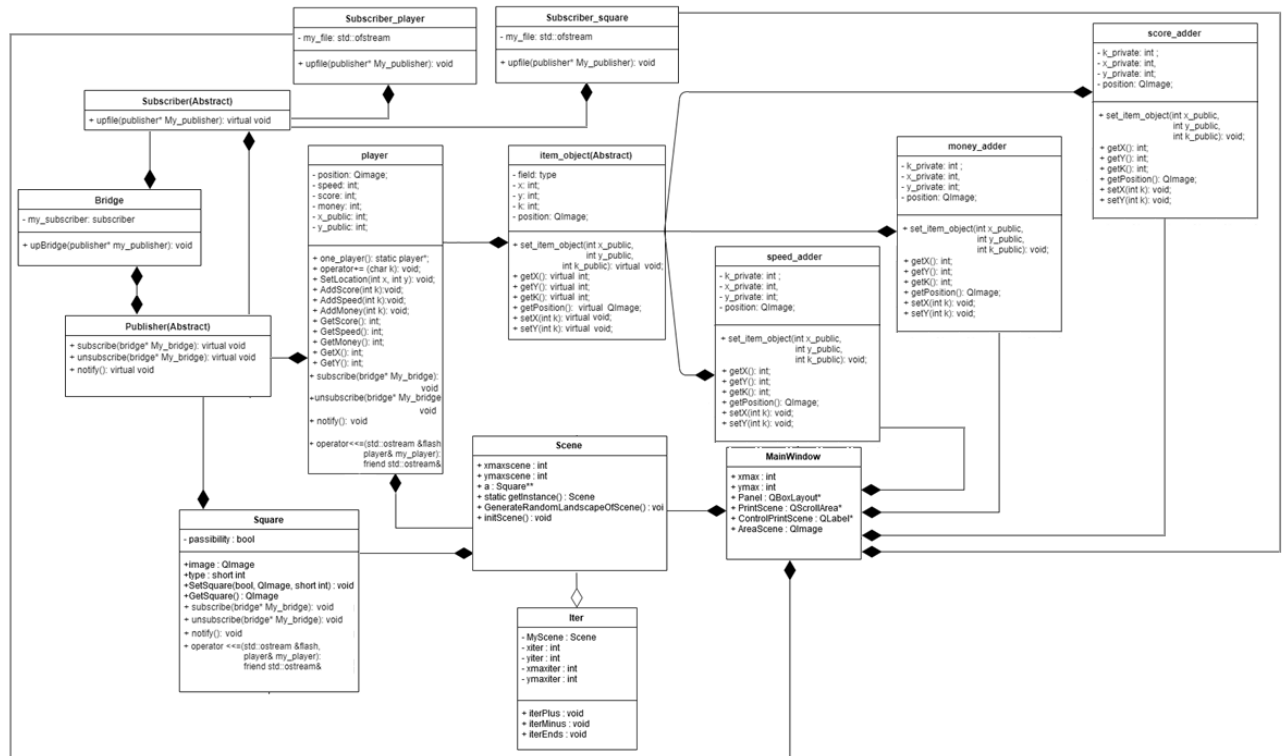 Subscriber_player
- my_file: std::ofstream
+ upfile(publisher* My_publisher): void
Subscriber_square
- my_file: std::ofstream
+ upfile(publisher* My_publisher): void
score_adder
- k_private: int ;
- x_private: int,
- y_private: int;
- position: QImage;
+ set_item_object(int x_public,
int y_public,
int k_public): void;
+ getX(): int;
+ getY(): int;
+ getK(): int;
+ getPosition(): QImage;
+ setX(int k): void;
+ setY(int k): void;
Subscriber(Abstract)
+ upfile(publisher* My_publisher): virtual void
Bridge
- my_subscriber: subscriber
+ upBridge(publisher* my_publisher): void
Publisher(Abstract)
+ subscribe(bridge* My_bridge): virtual void
+ unsubscribe(bridge* My_bridge): virtual void
+ notify(): virtual void
player
- position: Qimage;
- speed: int;
- score: int;
- money: int;
- x_public: int;
- y_public: int;
+ one_player(): static player*;
+ operator+= (char k): void;
+ SetLocation(int x, int y): void;
+ AddScore(int k):void;
+ AddSpeed(int k):void;
+ AddMoney(int k): void;
+ GetScore(): int;
+ GetSpeed(): int;
+ GetMoney(): int;
+ GetX(): int;
+ GetY(): int;
+ subscribe(bridge* My_bridge):
void
+unsubscribe(bridge* My_bridge
void
+ notify(): void
+ operator<<=(std::ostream &flash
player& my_player):
friend std::ostream&
item_object(Abstract)
- field: type
- x: int;
- y: int;
- k: int;
- position: QImage;
+ set_item_object(int x_public,
int y_public,
int k_public): virtual void;
+ getX(): virtual int;
+ getY(): virtual int;
+ getK(): virtual int;
+ getPosition(): virtual QImage;
+ setX(int k): virtual void;
+ setY(int k): virtual void;
money_adder
- k_private: int ;
- x_private: int,
- y_private: int;
- position: QImage;
+ set_item_object(int x_public,
int y_public,
int k_public): void;
+ getX(): int;
+ getY(): int;
+ getK(): int;
+ getPosition(): QImage;
+ setX(int k): void;
+ setY(int k): void;
speed_adder
- k_private: int ;
- x_private: int,
- y_private: int;
- position: QImage;
+ set_item_object(int x_public,
int y_public,
int k_public): void;
+ getX(): int;
+ getY(): int;
+ getK(): int;
+ getPosition(): QImage;
+ setX(int k): void;
+ setY(int k): void;
Scene
+ xmaxscene : int
+ ymaxscene : int
+ a : Square**
+ static getInstance() : Scene
+ GenerateRandomLandscapeOfScene() : voi
+ initScene() : void
MainWindow
+ xmax : int
+ ymax : int
+ Panel : QBoxLayout*
+ PrintScene : QScrollArea*
+ ControlPrintScene : QLabel*
+ AreaScene : QImage
Square
- passibility : bool
+image : QImage
+type : short int
+SetSquare(bool, QImage, short int) : void
+GetSquare() : QImage
+ subscribe(bridge* My_bridge): void
+ unsubscribe(bridge* My_bridge): void
+ notify(): void
+ operator <<=(std::ostream &flash,
player& my_player):
friend std::ostream&
Iter
- MyScene : Scene
- xiter : int
- yiter : int
- xmaxiter : int
- ymaxiter : int
+ iterPlus : void
+ iterMinus : void
+ iterEnds : void